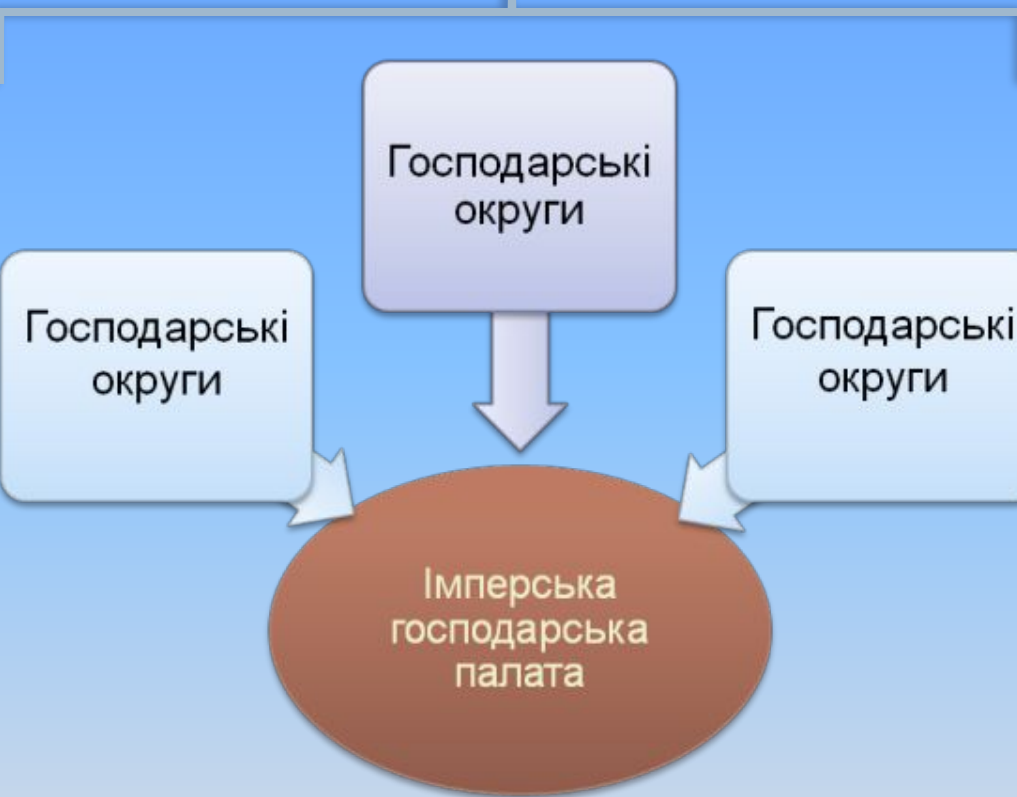 Господарські
округи
Господарські
округи
Господарські
округи
Імперська
господарська
палата